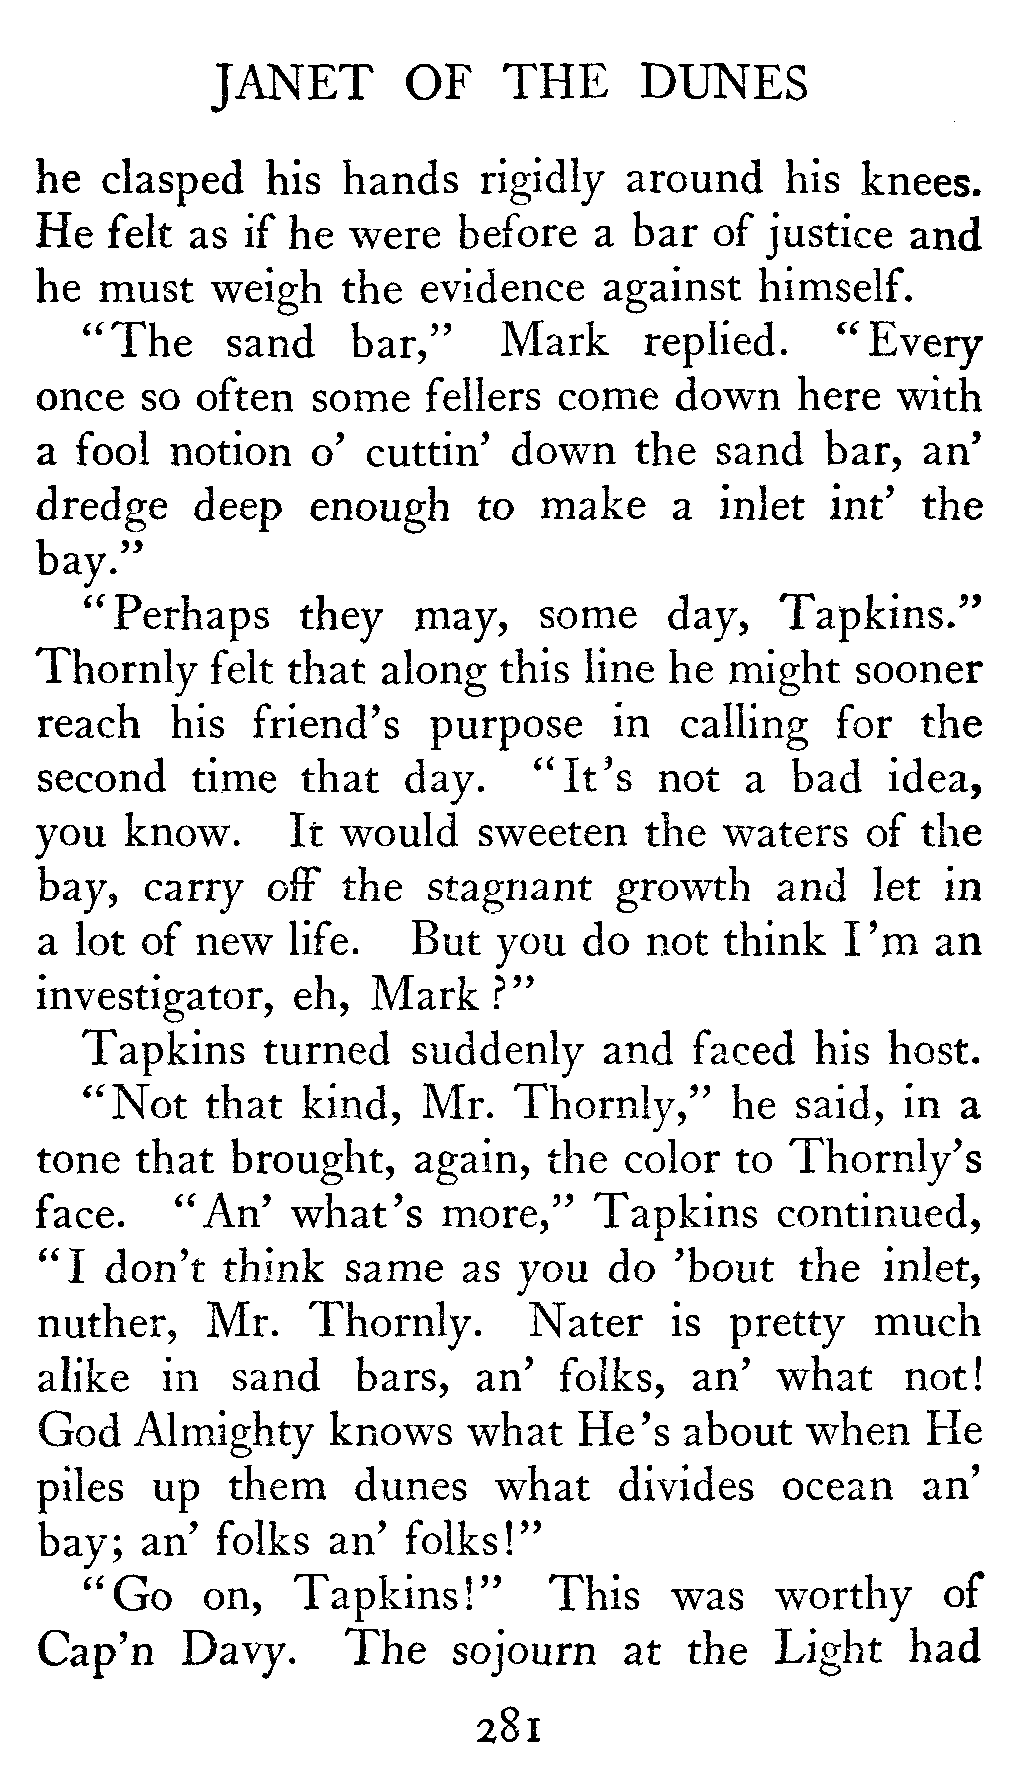 JANET OF THE DUNES
he clasped his hands rigidly around his knees.
He felt as if he were before a bar of justice and
he must weigh the evidence against himself.
"The sand bar," Mark replied. "Every
once so often some fellers come down here with
a fool notion o' cuttin' down the sand bar, an'
dredge deep enough to make a inlet int' the
bay."
"Perhaps they may, some day, Tapkins."
Thornly felt that along this line he might sooner
reach his friend's purpose in calling for the
second time that day. "It's not a bad idea,
you know. It would sweeten the waters of the
bay, carry off the stagnant growth and let in
a lot of new life. But you do not think I'm an
investigator, eh, Mark?"
Tapkins turned suddenly and faced his host.
"Not that kind, Mr. Thornly," he said, in a
tone that brought, again, the color to Thornly's
face. "An' what's more," Tapkins continued,
"I don't think same as you do 'bout the inlet,
nuther, Mr. Thornly. Nater is pretty much
alike in sand bars, an' folks, an' what not!
God Almighty knows what He's about when He
piles up them dunes what divides ocean an'
bay; an' folks an' folks!"
"Go on, Tapkins!" This was worthy of
Cap'n Davy. The sojourn at the Light had
281